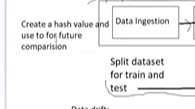 Create a hash value and
use to for future
comparision
Data Ingestion
Split dataset
for train and
test